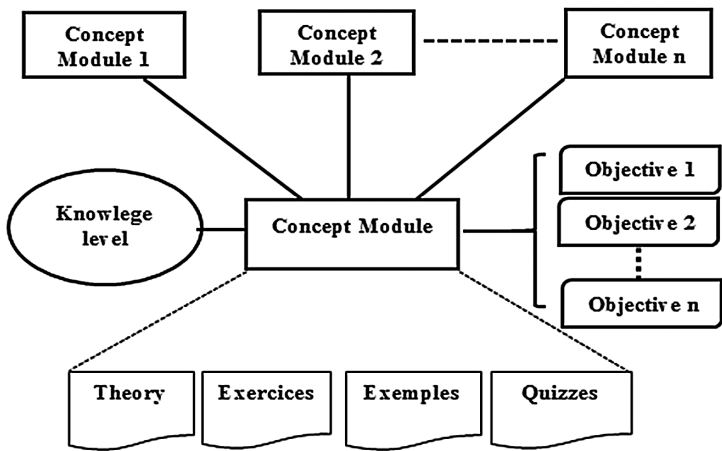 Concept
Module 1
Concept
Module 2
Concept
Module n
Knowlege
level
Concept Module
Objective 1
Objective 2
Objective n
Theory
Exercices
Exemples
Quizzes